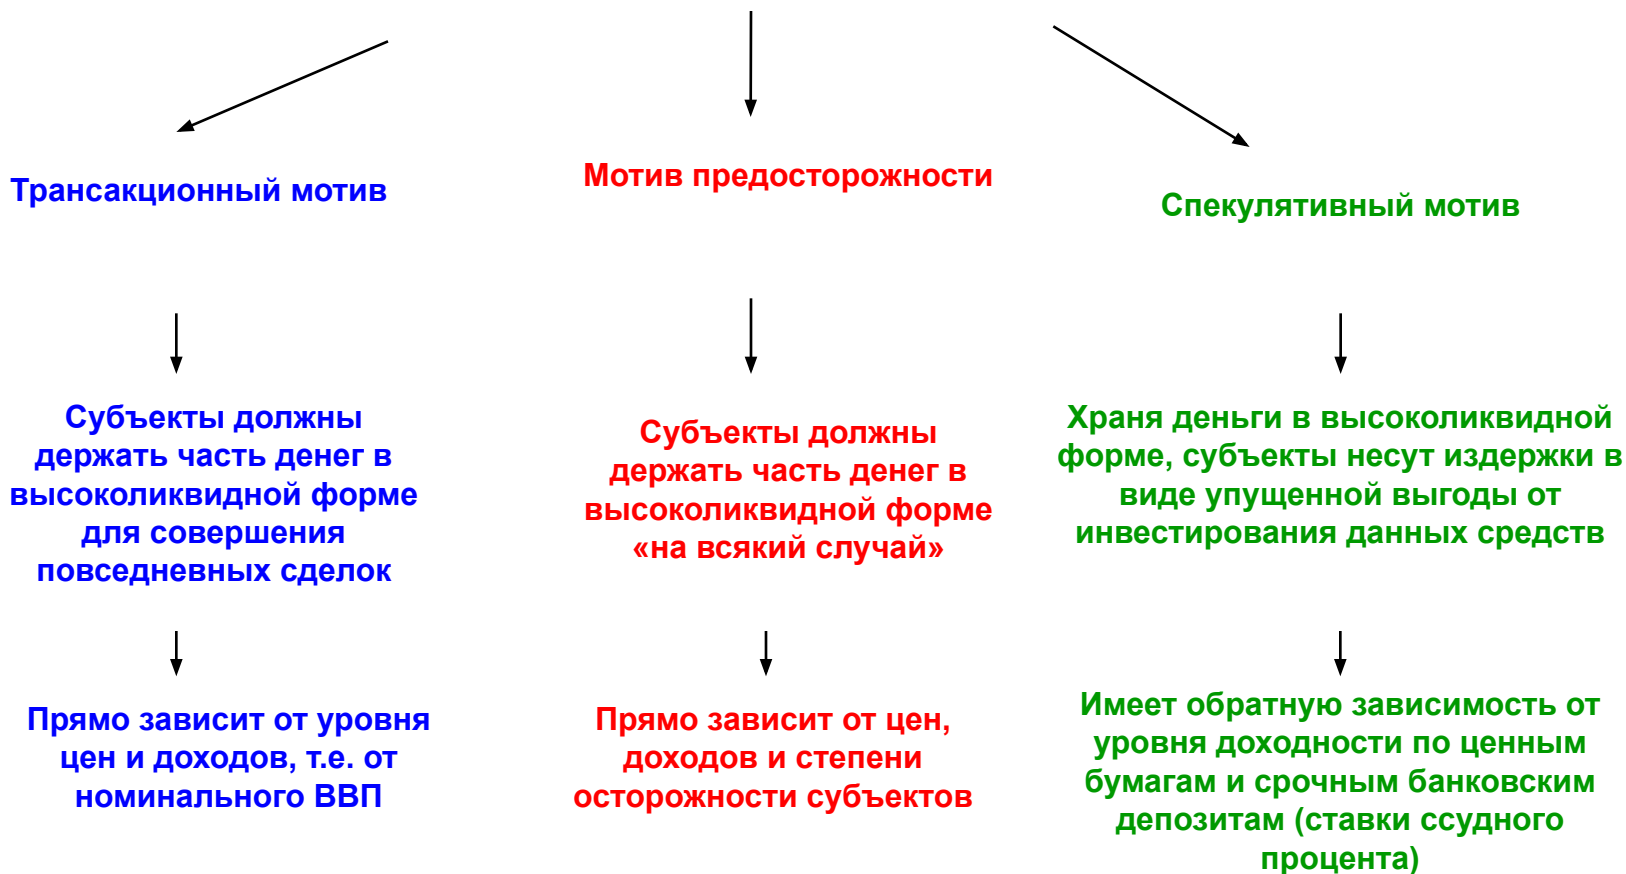 Трансакционный мотив
Мотив предосторожности
Спекулятивный мотив
Субъекты должны
держать часть денег в
высоколиквидной форме
для совершения
повседневных сделок
Субъекты должны
держать часть денег в
высоколиквидной форме
«на всякий случай»
Храня деньги в высоколиквидной
форме, субъекты несут издержки в
виде упущенной выгоды от
инвестирования данных средств
Прямо зависит от уровня
цен и доходов, т.е. от
номинального ВВП
Прямо зависит от цен,
доходов и степени
осторожности субъектов
Имеет обратную зависимость от
уровня доходности по ценным
бумагам и срочным банковским
депозитам (ставки ссудного
процента)